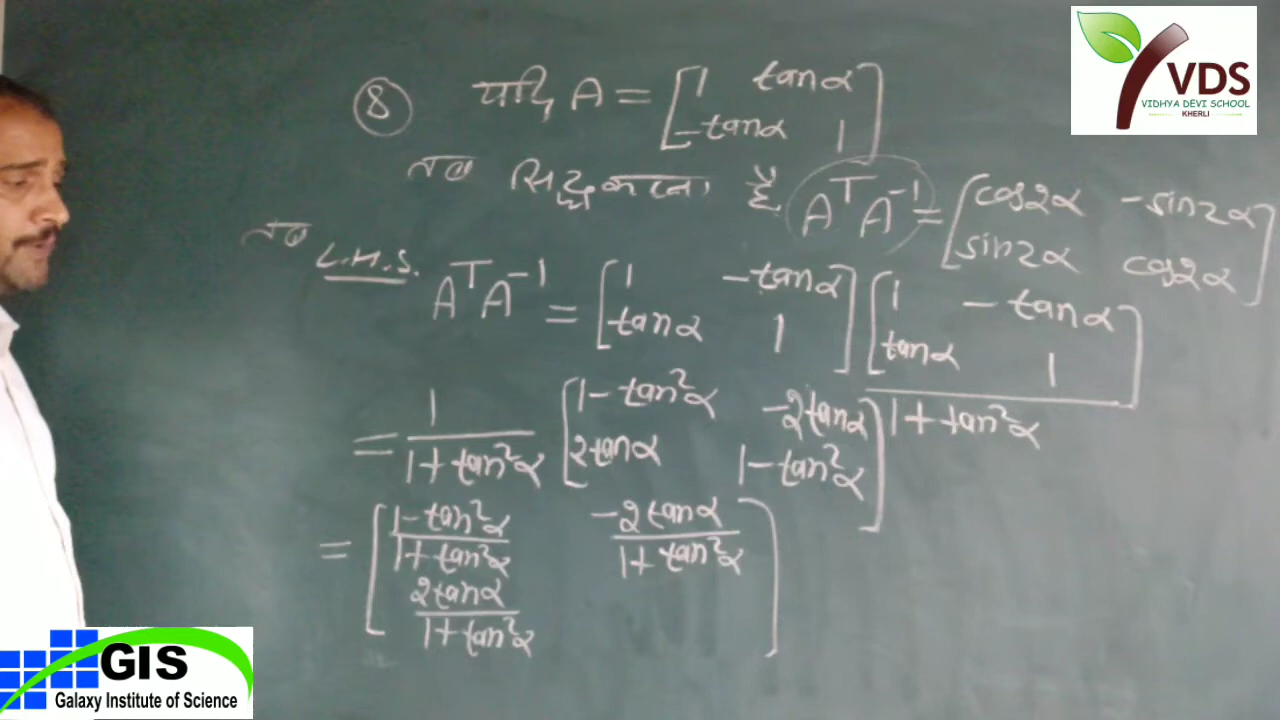 VDS
VIDHYA DEVI SCHOOL
KHERLI
⑧ यदि A = [1 tanα
-tanα 1]
तब सिद्ध करना है AᵀA⁻¹ = [cos2α -sin2α
sin2α cos2α]
तब L.H.S. AᵀA⁻¹ = [1 -tanα
tanα 1] [1 -tanα
tanα 1]
1+tan²α
= 1/(1+tan²α) [1-tan²α -2tanα
2tanα 1-tan²α]
= [(1-tan²α)/(1+tan²α) -2tanα/(1+tan²α)
2tanα/(1+tan²α) ]
GIS
Galaxy Institute of Science